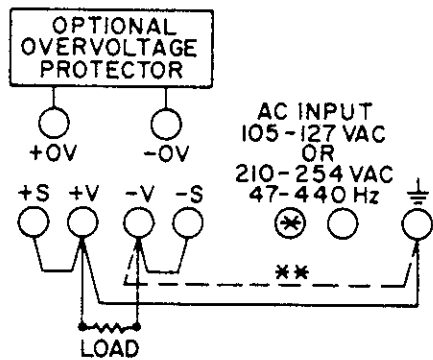 OPTIONAL
OVERVOLTAGE
PROTECTOR
+OV
-OV
AC INPUT
105-127 VAC
OR
210-254 VAC
47-440 Hz
+S +V -V -S
*
**
LOAD